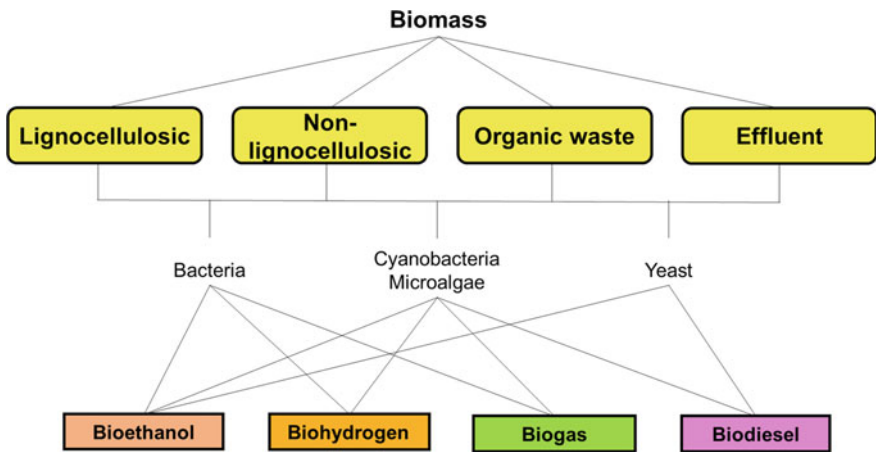 Biomass
Lignocellulosic
Non-
lignocellulosic
Organic waste
Effluent
Bacteria
Cyanobacteria
Microalgae
Yeast
Bioethanol
Biohydrogen
Biogas
Biodiesel